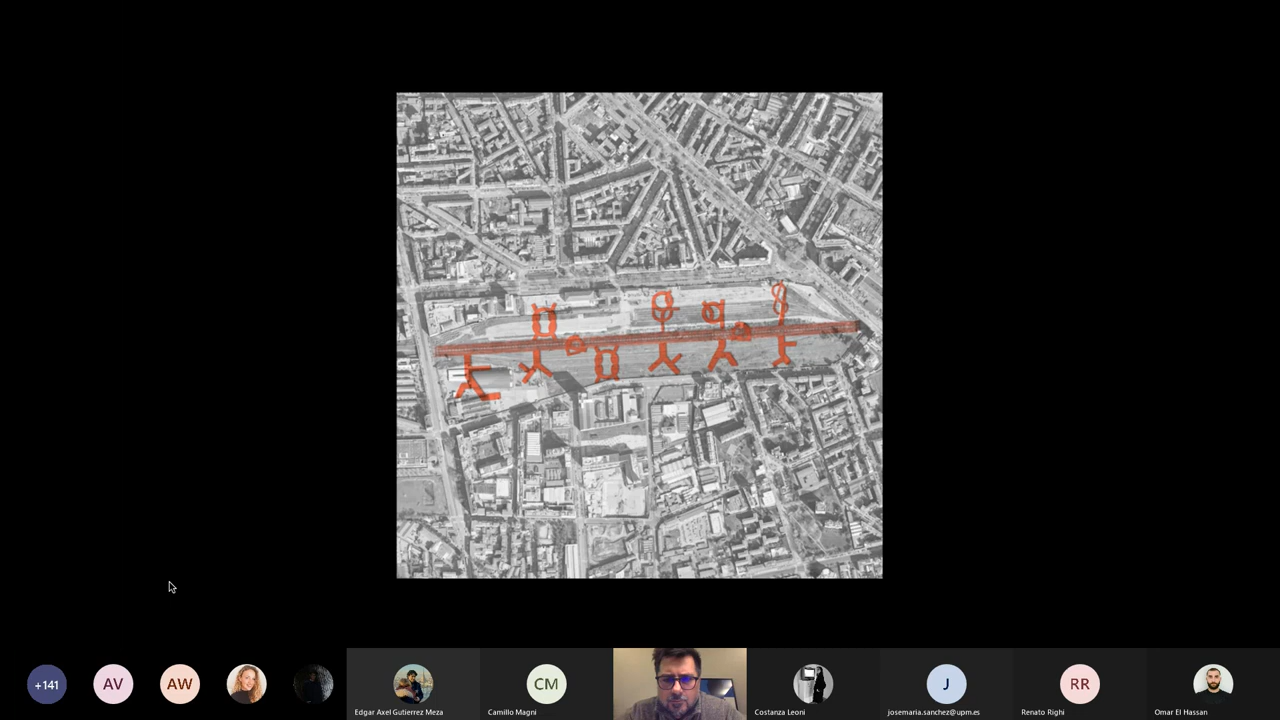 +141
AV
AW
Edgar Axel Gutierrez Meza
CM
Camillo Magni
Costanza Leoni
J
josemaria.sanchez@upm.es
RR
Renato Righi
Omar El Hassan